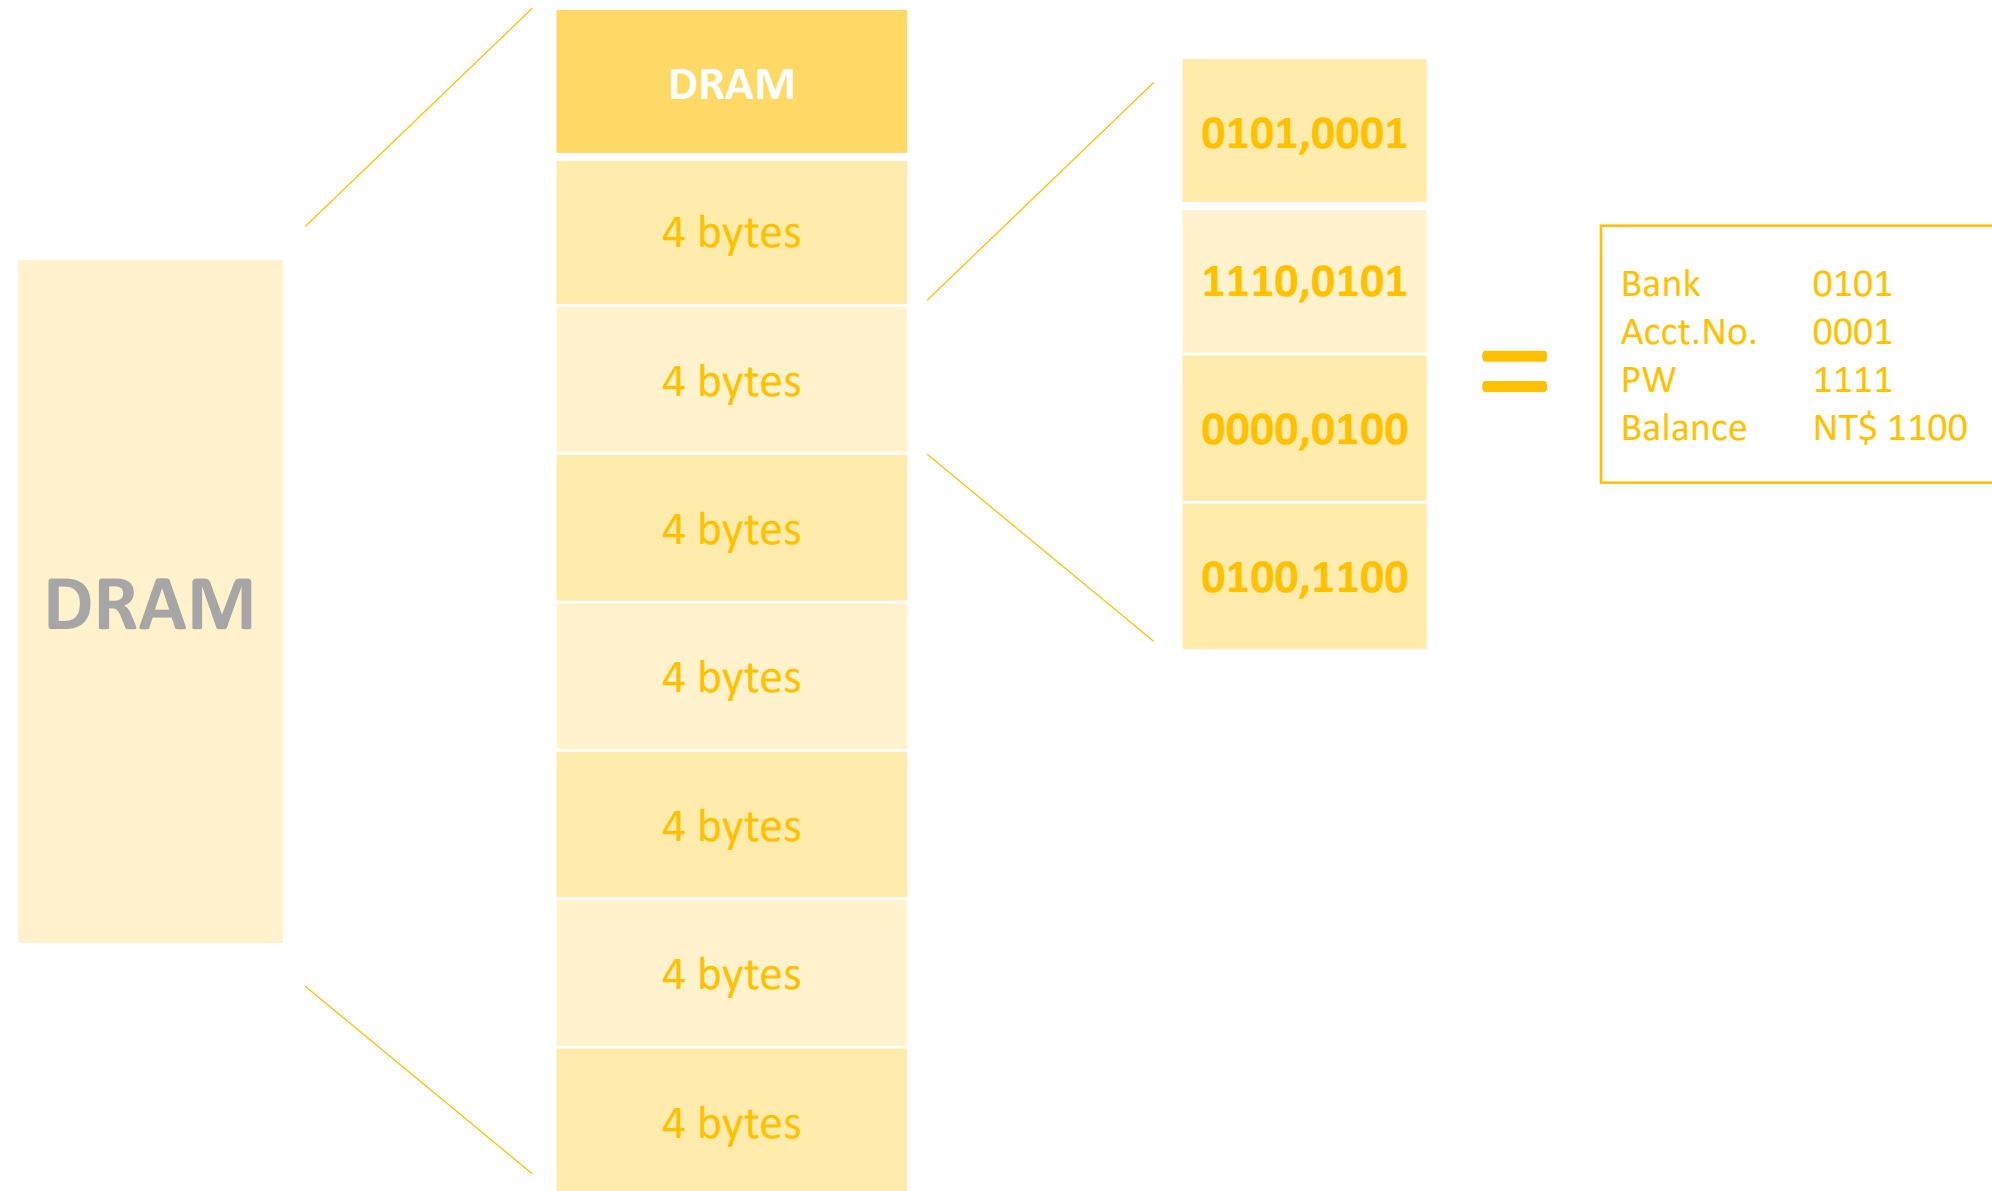 DRAM
DRAM
4 bytes
4 bytes
4 bytes
4 bytes
4 bytes
4 bytes
4 bytes
0101,0001
1110,0101
0000,0100
0100,1100
=
Bank 0101
Acct.No. 0001
PW 1111
Balance NT$ 1100